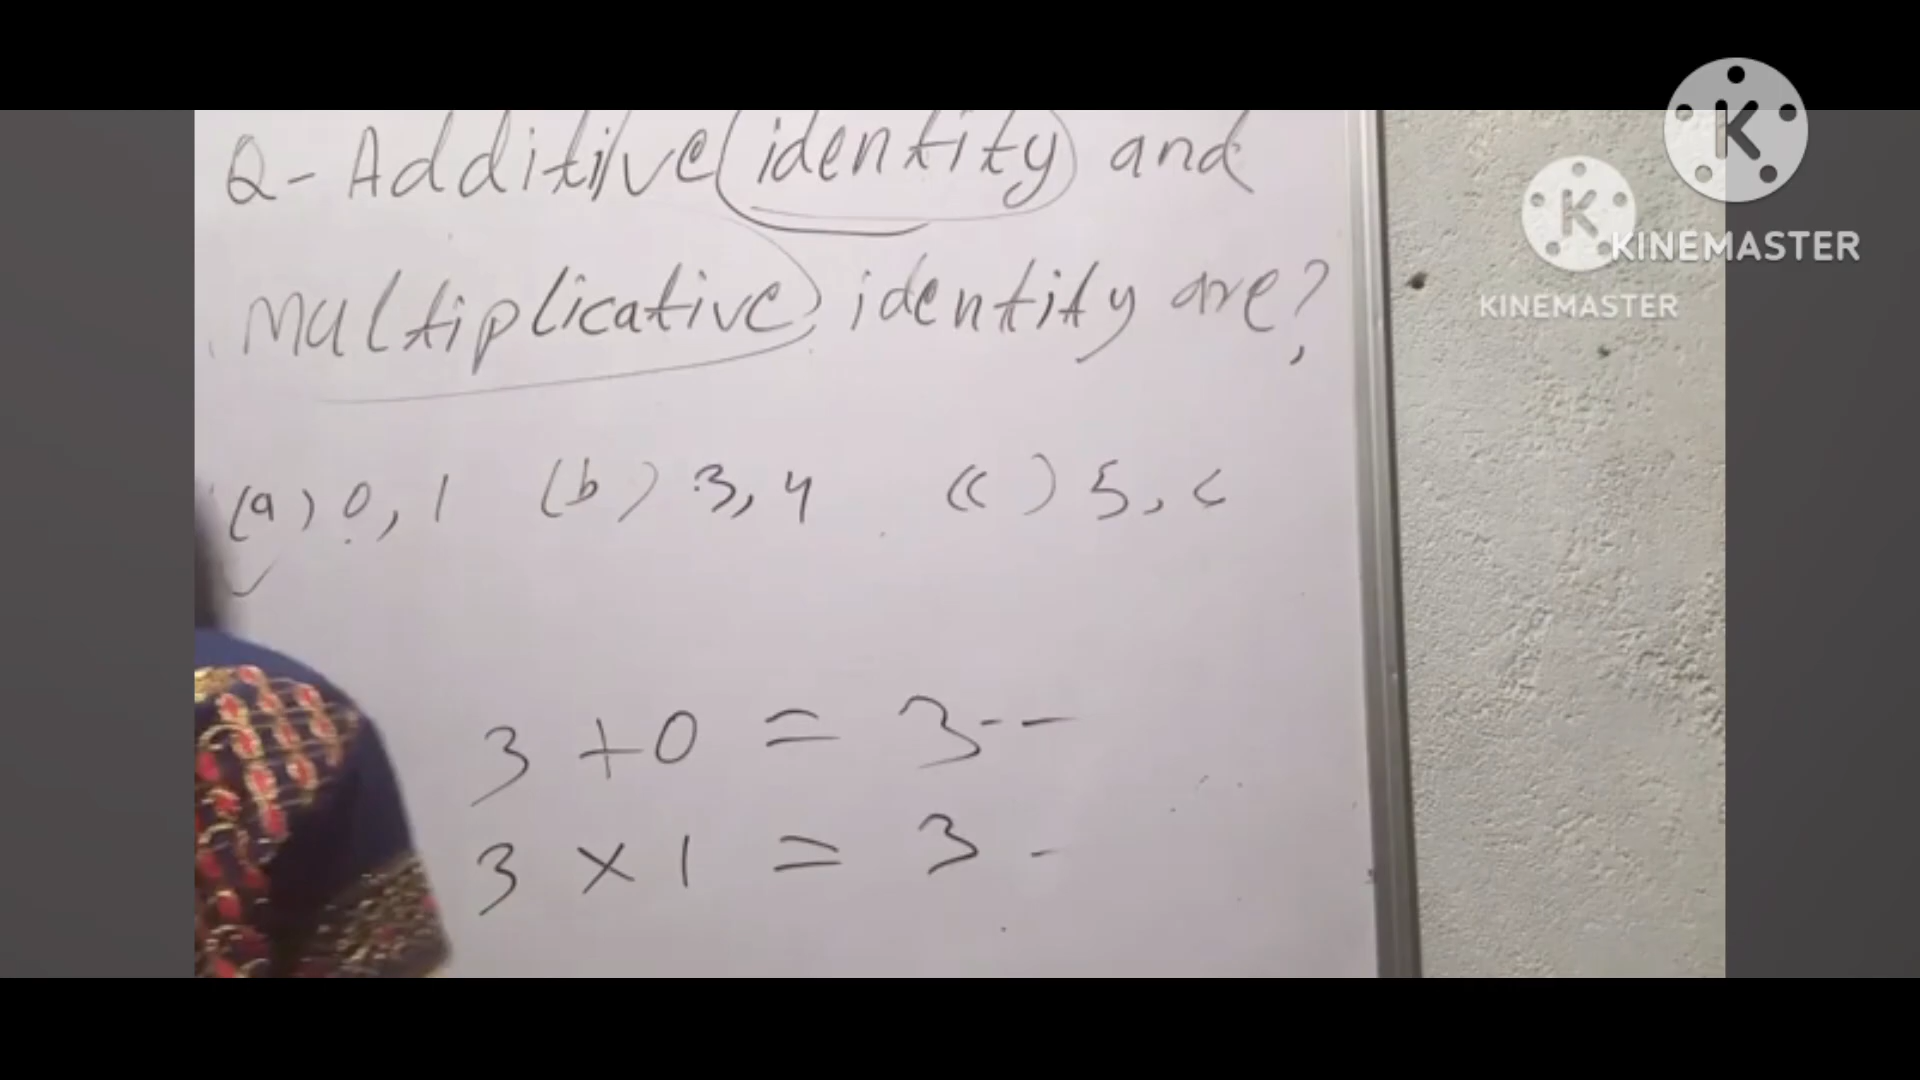 Q- Additive identity and
Multiplicative identity are?
(a) 0, 1 (b) 3, 4 (c) 5,
3 + 0 = 3 --
3 × 1 = 3 -
K
KINEMASTER
K
KINEMASTER